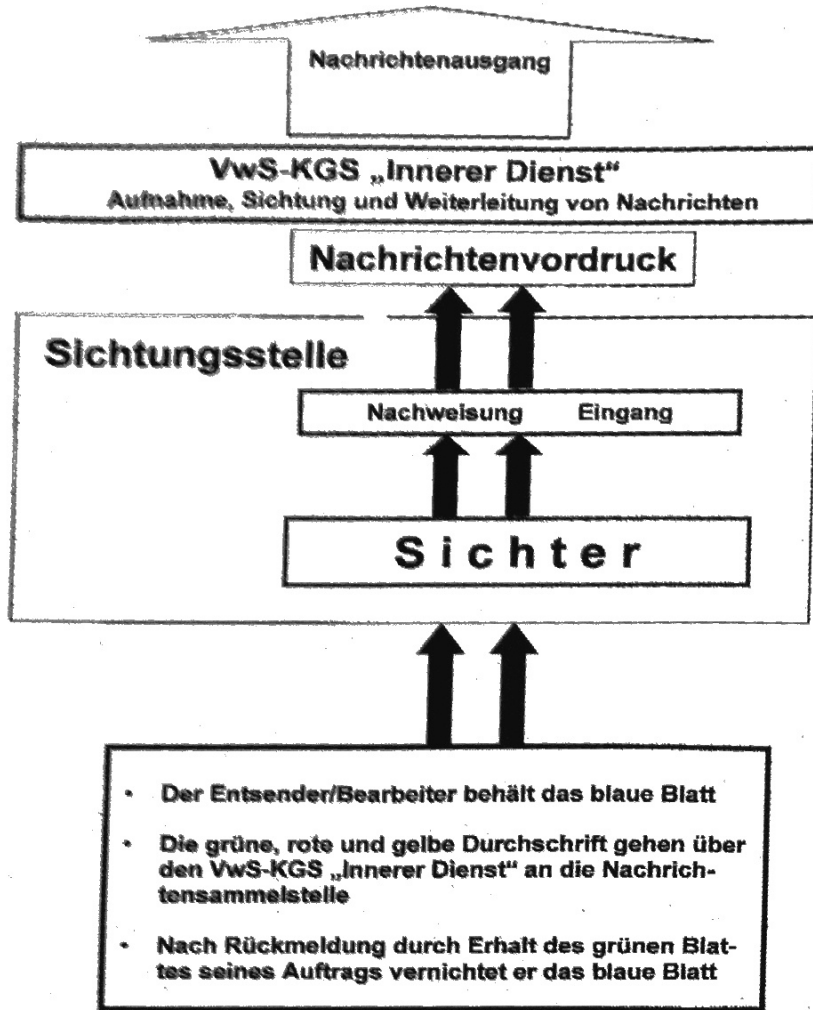 Nachrichtenausgang
VwS-KGS „Innerer Dienst“
Aufnahme, Sichtung und Weiterleitung von Nachrichten
Nachrichtenvordruck
Sichtungsstelle
Nachweisung Eingang
Sichter
• Der Entsender/Bearbeiter behält das blaue Blatt
• Die grüne, rote und gelbe Durchschrift gehen über
den VwS-KGS „Innerer Dienst“ an die Nachrich-
tensammelstelle
• Nach Rückmeldung durch Erhalt des grünen Blat-
tes seines Auftrags vernichtet er das blaue Blatt